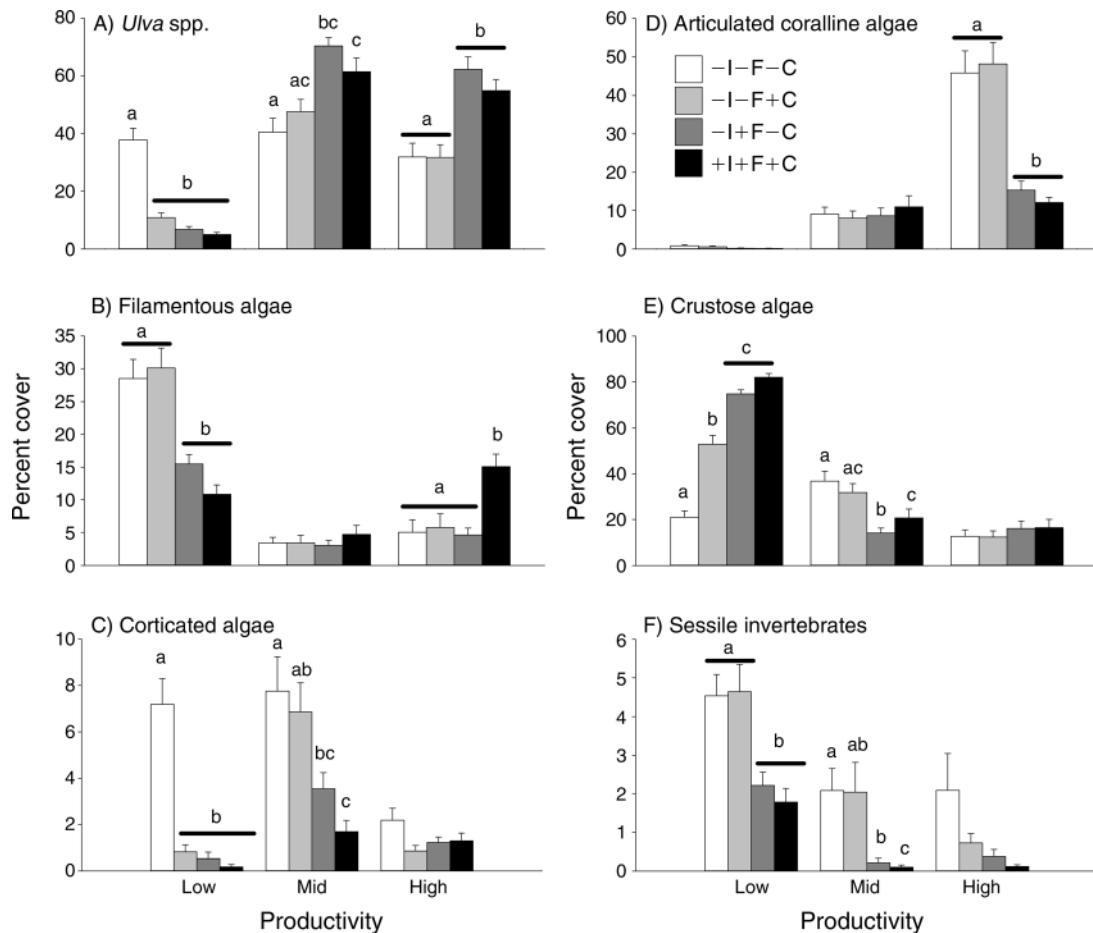 A) Ulva spp.
80
60
40
20
0
a
b
a
ac
bc
c
a
b
D) Articulated coralline algae
60
50
40
30
20
10
0
−I−F−C
−I−F+C
−I+F−C
+I+F+C
a
b
B) Filamentous algae
35
30
25
20
15
10
5
0
a
b
a
b
Percent cover
E) Crustose algae
100
80
60
40
20
0
a
b
c
a
ac
b
c
Percent cover
C) Corticated algae
10
8
6
4
2
0
a
b
a
ab
bc
c
Low Mid High
Productivity
F) Sessile invertebrates
6
5
4
3
2
1
0
a
b
a
ab
b
c
Low Mid High
Productivity